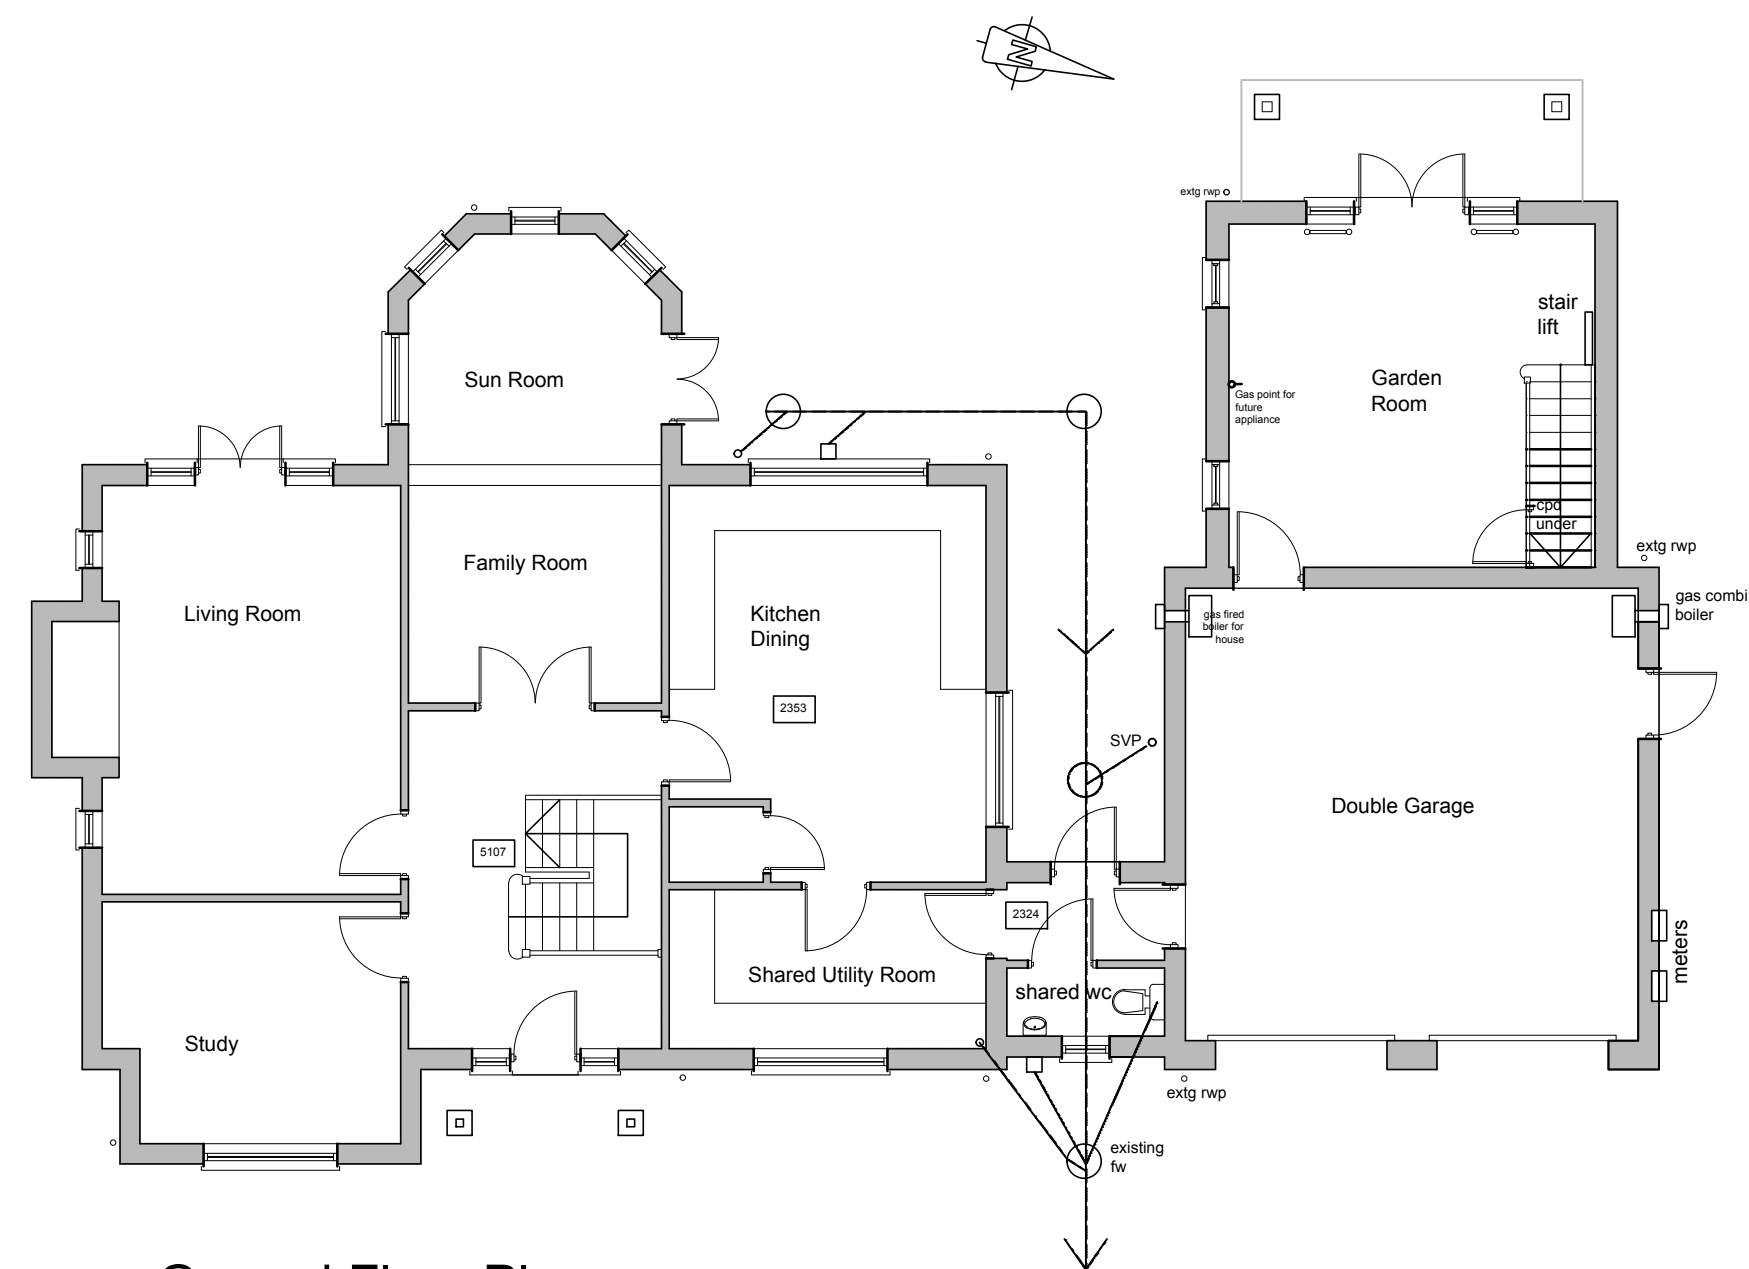 N
extg rwp
stair
lift
Sun Room
Garden
Room
Gas point for
future
appliance
cpd
under
extg rwp
Family Room
Living Room
Kitchen
Dining
gas fired
boiler for
house
gas combi
boiler
2353
SVP
Double Garage
5107
2324
meters
Shared Utility Room
shared wc
Study
extg rwp
existing
fw